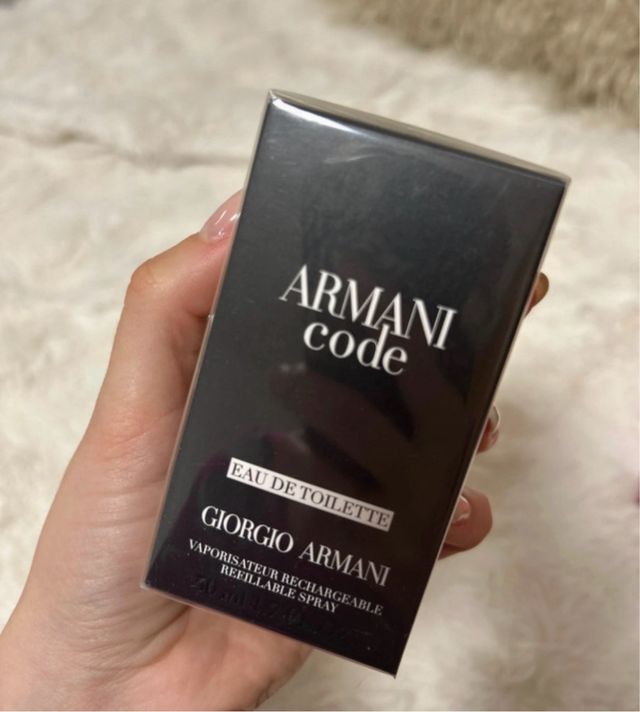 ARMANI
code
EAU DE TOILETTE
GIORGIO ARMANI
VAPORISATEUR RECHARGEABLE
REFILLABLE SPRAY